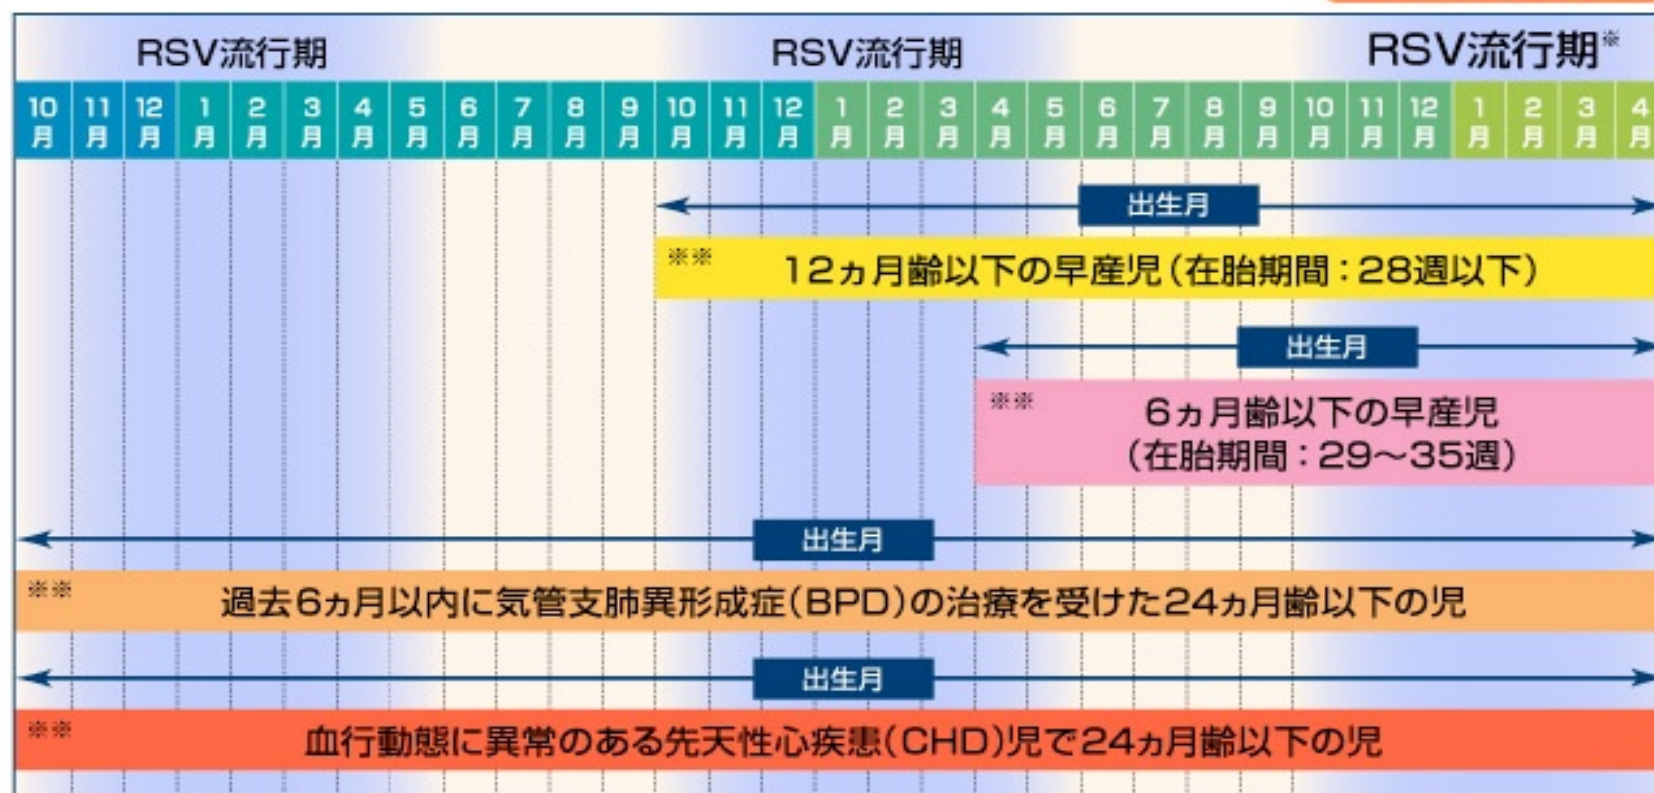 RSV流行期 RSV流行期 RSV流行期※
10月 11月 12月 1月 2月 3月 4月 5月 6月 7月 8月 9月 10月 11月 12月 1月 2月 3月 4月 5月 6月 7月 8月 9月 10月 11月 12月 1月 2月 3月 4月
出生月
※※ 12ヵ月齢以下の早産児(在胎期間:28週以下)
出生月
※※ 6ヵ月齢以下の早産児
(在胎期間:29〜35週)
出生月
※※ 過去6ヵ月以内に気管支肺異形成症(BPD)の治療を受けた24ヵ月齢以下の児
出生月
※※ 血行動態に異常のある先天性心疾患(CHD)児で24ヵ月齢以下の児